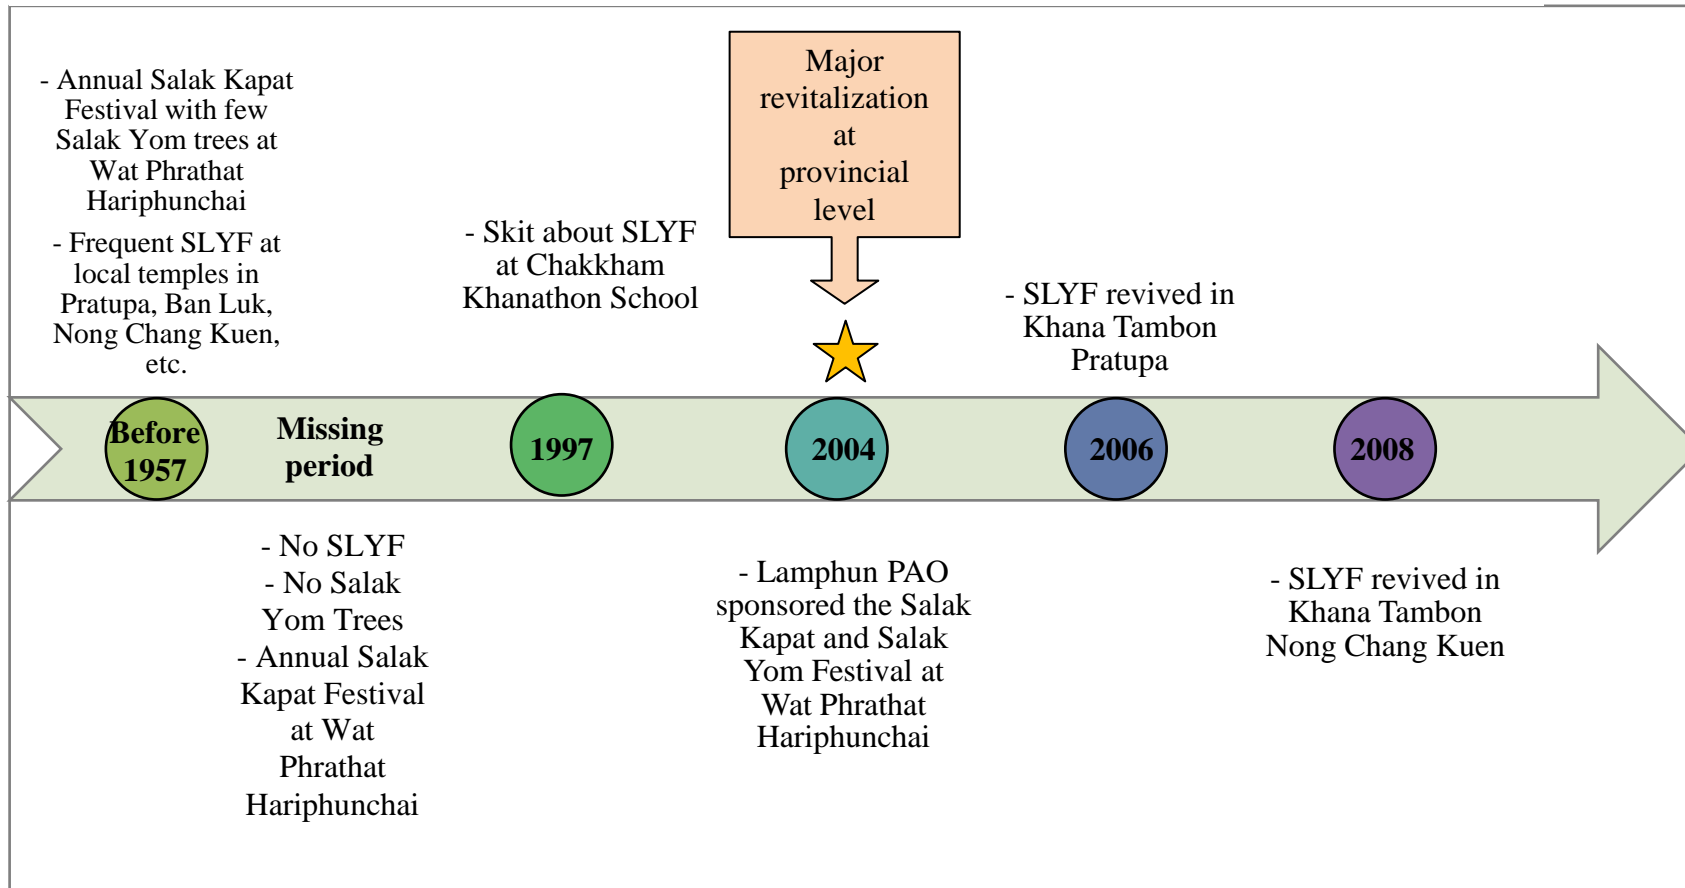 - Annual Salak Kapat
Festival with few
Salak Yom trees at
Wat Phrathat
Hariphunchai
- Frequent SLYF at
local temples in
Pratupa, Ban Luk,
Nong Chang Kuen,
etc.
- Skit about SLYF
at Chakkham
Khanathon School
Major
revitalization
at
provincial
level
- SLYF revived in
Khana Tambon
Pratupa
Before
1957
Missing
period
1997
2004
2006
2008
- No SLYF
- No Salak
Yom Trees
- Annual Salak
Kapat Festival
at Wat
Phrathat
Hariphunchai
- Lamphun PAO
sponsored the Salak
Kapat and Salak
Yom Festival at
Wat Phrathat
Hariphunchai
- SLYF revived in
Khana Tambon
Nong Chang Kuen